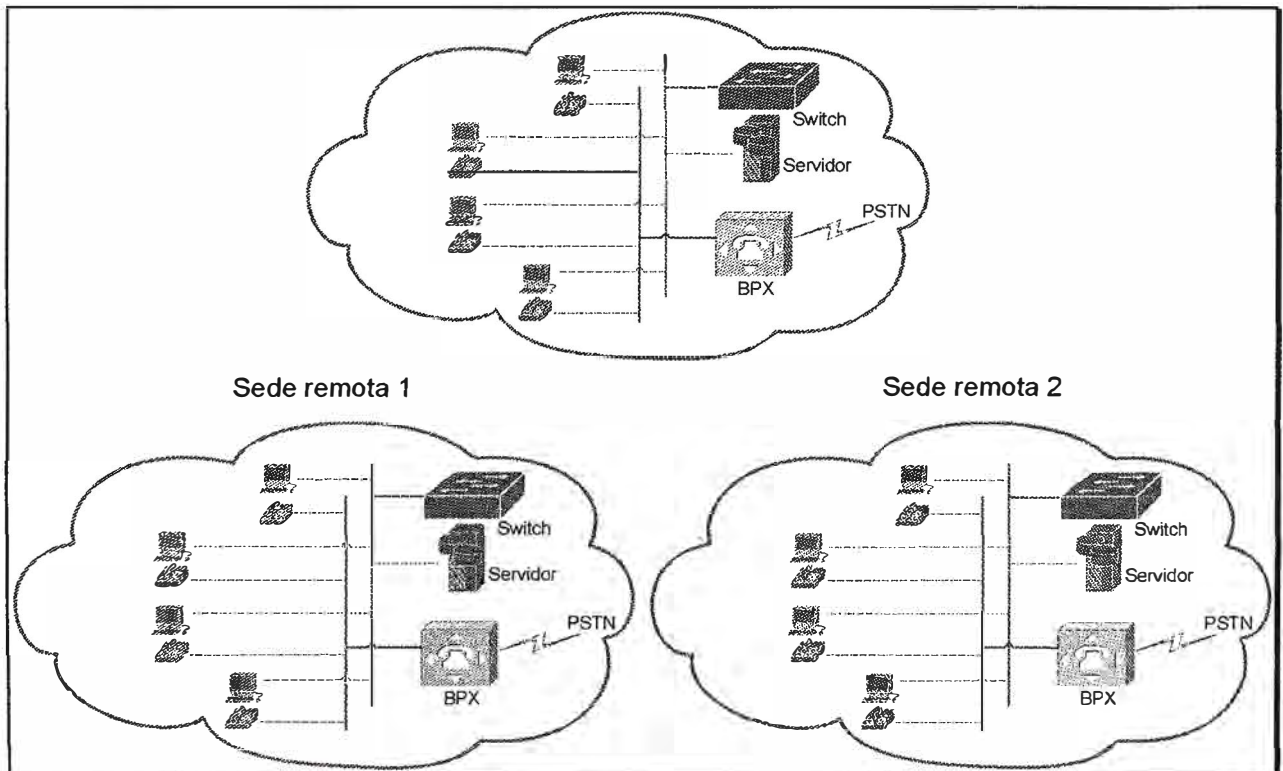 Switch
Servidor
PSTN
BPX
Sede remota 1
Sede remota 2
Switch
Servidor
PSTN
BPX
Switch
Servidor
PSTN
BPX